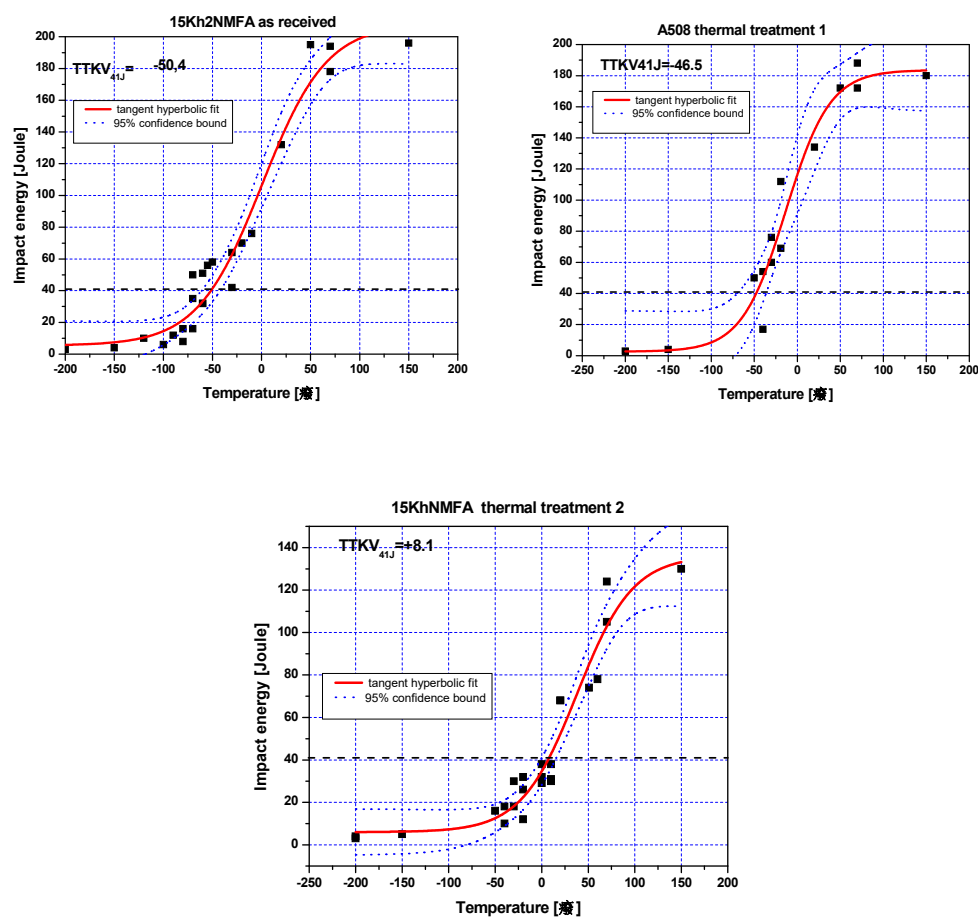 15Kh2NMFA as received
200
180
160
140
120
100
80
60
40
20
0
Impact energy [Joule]
TTKV41J = -50,4
tangent hyperbolic fit
95% confidence bound
-200 -150 -100 -50 0 50 100 150 200
Temperature [癈]
A508 thermal treatment 1
200
180
160
140
120
100
80
60
40
20
0
Impact energy [Joule]
TTKV41J=-46.5
tangent hyperbolic fit
95% confidence bound
-250 -200 -150 -100 -50 0 50 100 150 200
Temperature [癈]
15KhNMFA thermal treatment 2
140
120
100
80
60
40
20
0
Impact energy [Joule]
TTKV41J=+8.1
tangent hyperbolic fit
95% confidence bound
-250 -200 -150 -100 -50 0 50 100 150 200
Temperature [癈]